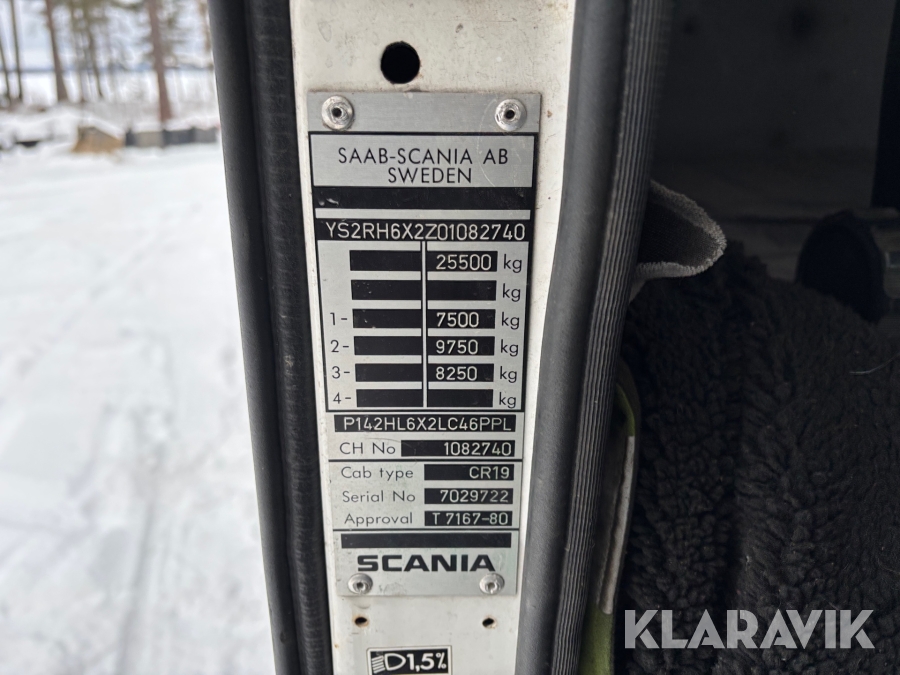 SAAB-SCANIA AB
SWEDEN
YS2RH6X2Z01082740
25500 kg
kg
1- 7500 kg
2- 9750 kg
3- 8250 kg
4- kg
P142HL6X2LC46PPL
CH No 1082740
Cab type CR19
Serial No 7029722
Approval T 7167-80
SCANIA
1,5%
KLARAVIK